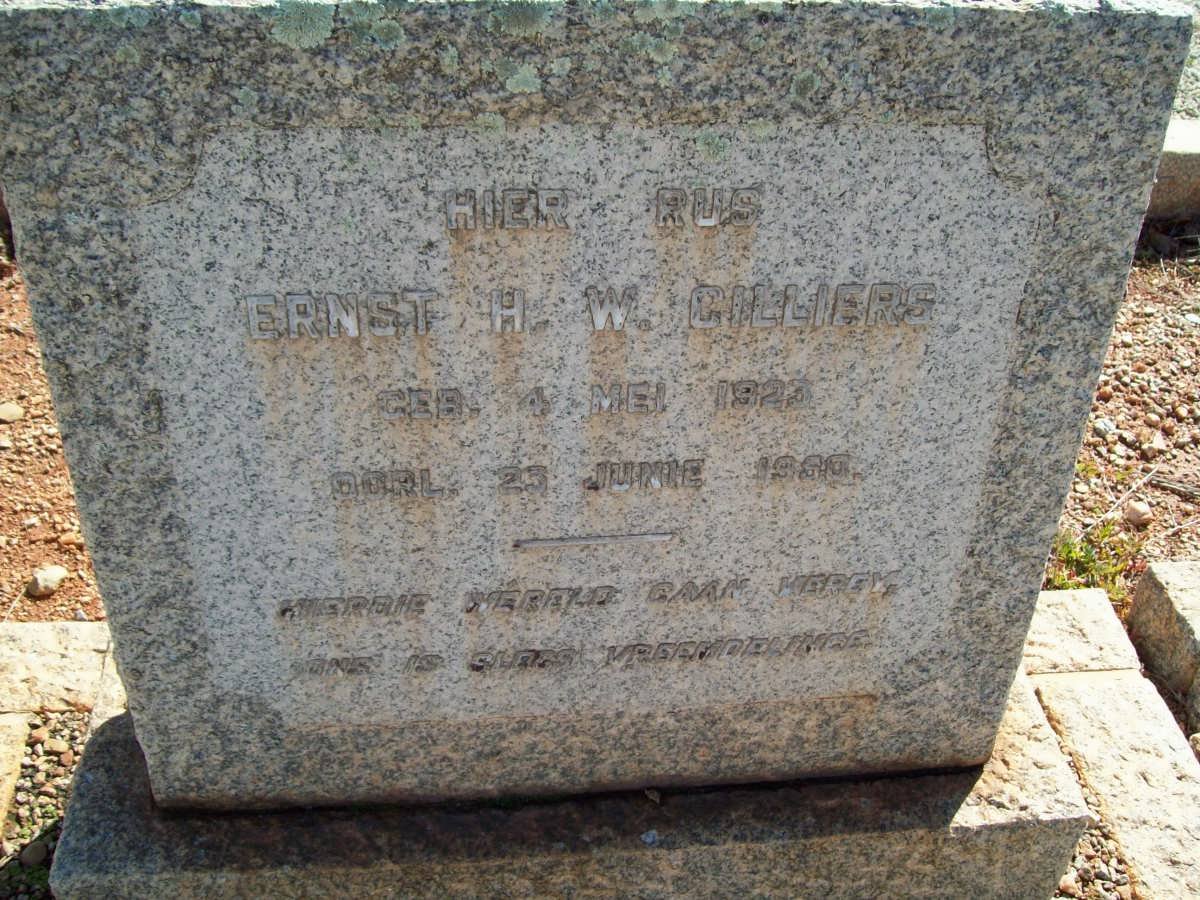 HIER RUS
ERNST H. W. CILLIERS
GEB. 4 MEI 1923
OORL. 23 JUNIE 1950.
HIERDIE WERELD GAAN VERBY,
ONS IS SLEGS VREEMDELINGE